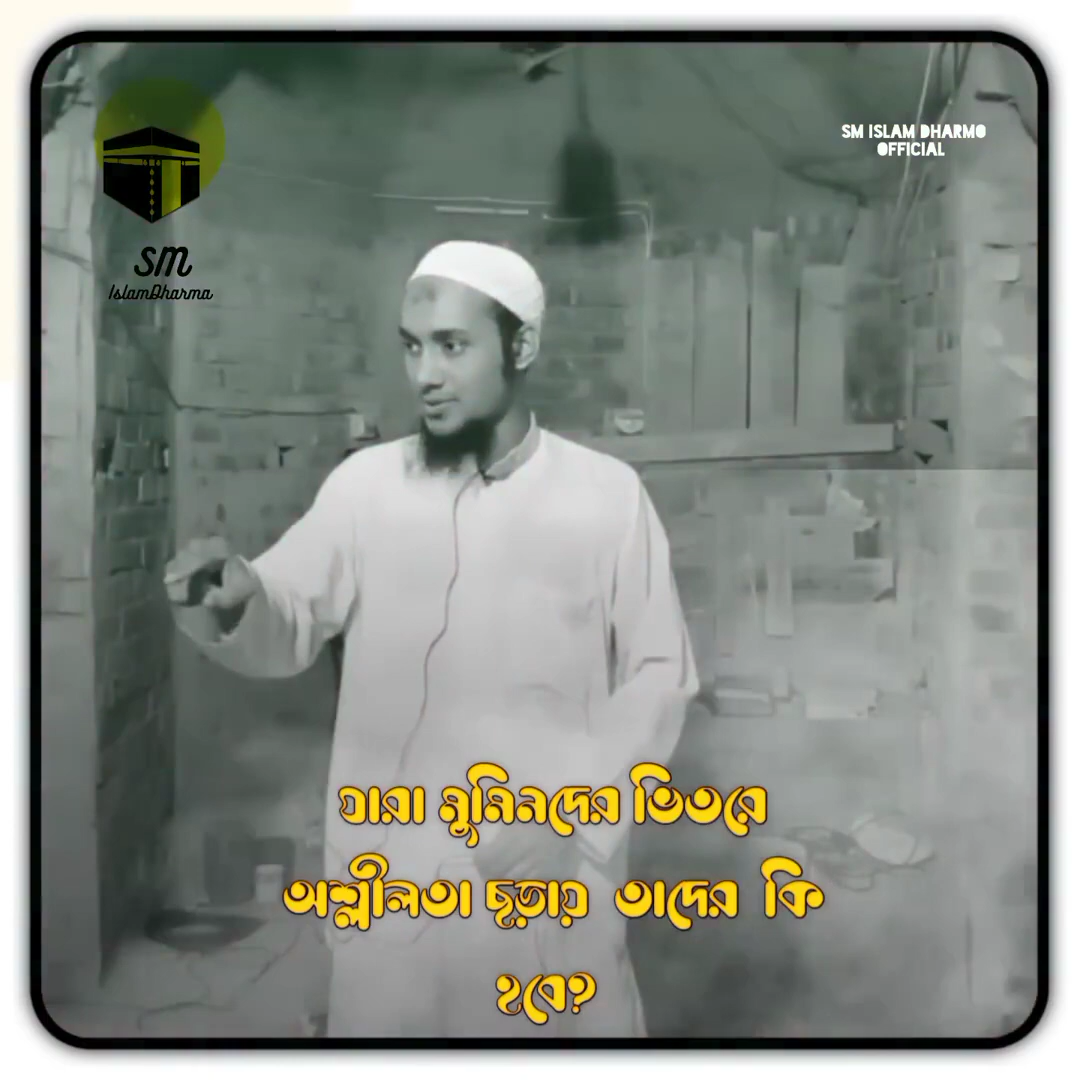 SM ISLAM DHARMO
OFFICIAL
SM
IslamDharma
যারা মুমিনদের ভিতরে
অশ্লীলতা ছড়ায় তাদের কি
হবে?